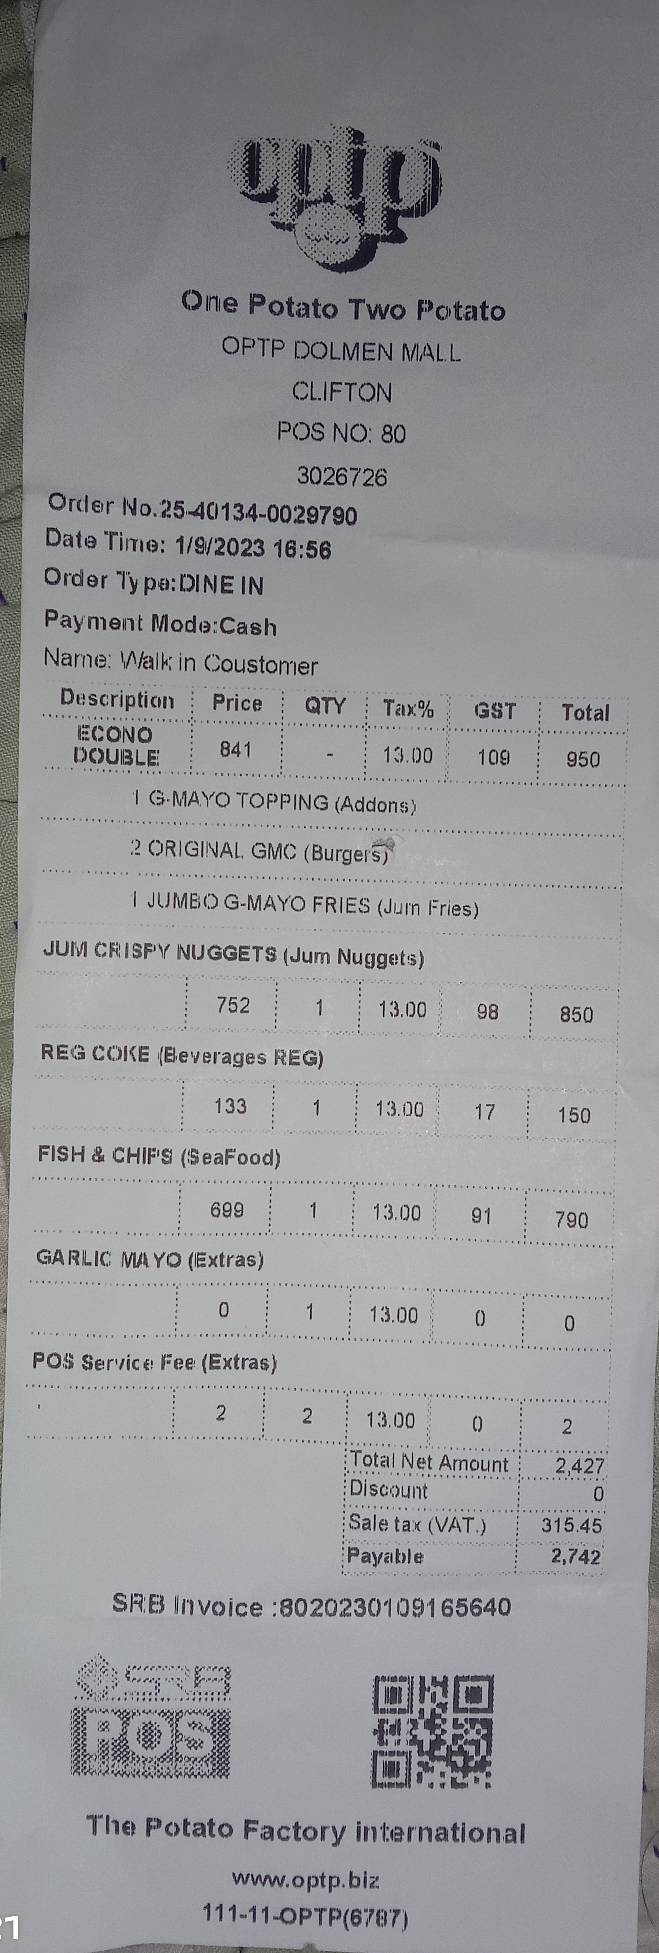 optp
One Potato Two Potato
OPTP DOLMEN MALL
CLIFTON
POS NO: 80
3026726
Order No.25-40134-0029790
Date Time: 1/9/2023 16:56
Order Type:DINE IN
Payment Mode:Cash
Name: Walk in Coustomer
Description Price QTY Tax% GST Total
ECONO
DOUBLE 841 - 13.00 109 950
1 G-MAYO TOPPING (Addons)
2 ORIGINAL GMC (Burgers)
1 JUMBO G-MAYO FRIES (Jum Fries)
JUM CRISPY NUGGETS (Jum Nuggets)
752 1 13.00 98 850
REG COKE (Beverages REG)
133 1 13.00 17 150
FISH & CHIPS (SeaFood)
699 1 13.00 91 790
GARLIC MAYO (Extras)
0 1 13.00 0 0
POS Service Fee (Extras)
2 2 13.00 0 2
Total Net Amount 2,427
Discount 0
Sale tax (VAT.) 315.45
Payable 2,742
SRB Invoice :8020230109165640
SRB
POS
The Potato Factory international
www.optp.biz
111-11-OPTP(6787)